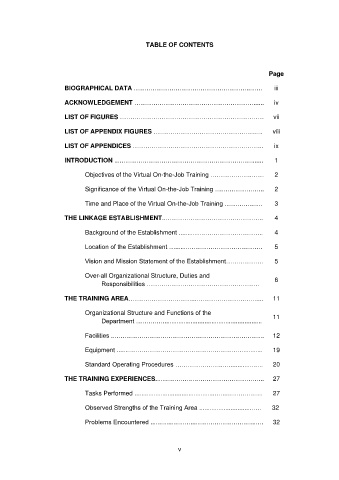 TABLE OF CONTENTS
Page
BIOGRAPHICAL DATA ........................................................ iii
ACKNOWLEDGEMENT ........................................................ iv
LIST OF FIGURES ........................................................ vii
LIST OF APPENDIX FIGURES ................................................ viii
LIST OF APPENDICES ........................................................ ix
INTRODUCTION ........................................................ 1
Objectives of the Virtual On-the-Job Training ........................ 2
Significance of the Virtual On-the-Job Training ...................... 2
Time and Place of the Virtual On-the-Job Training .................. 3
THE LINKAGE ESTABLISHMENT............................................ 4
Background of the Establishment ........................................ 4
Location of the Establishment ............................................ 5
Vision and Mission Statement of the Establishment.................. 5
Over-all Organizational Structure, Duties and
Responsibilities .................................................... 6
THE TRAINING AREA........................................................ 11
Organizational Structure and Functions of the
Department ........................................................ 11
Facilities ........................................................ 12
Equipment ........................................................ 19
Standard Operating Procedures ........................................ 20
THE TRAINING EXPERIENCES................................................ 27
Tasks Performed ........................................................ 27
Observed Strengths of the Training Area .............................. 32
Problems Encountered .................................................... 32
v